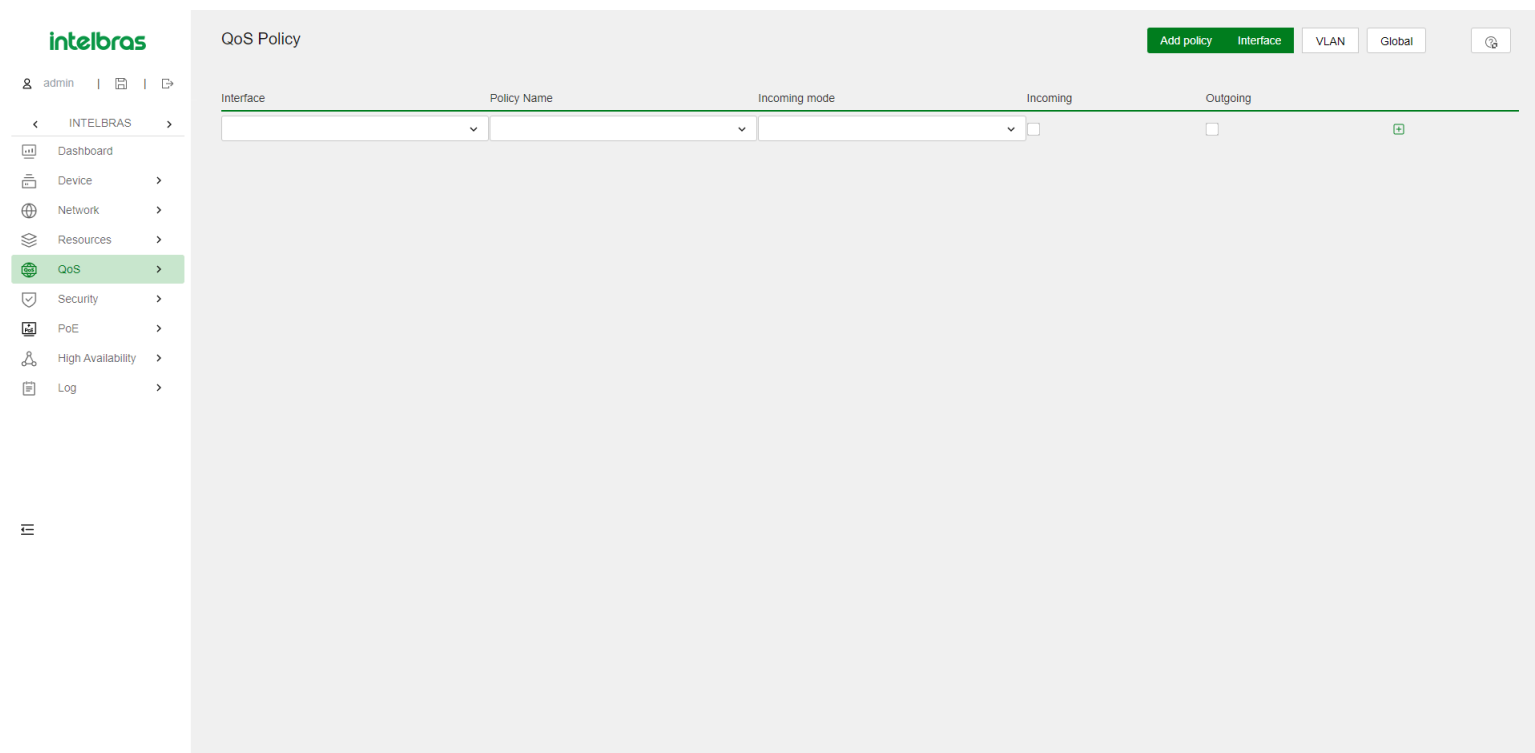 intelbras
admin | |
INTELBRAS
Dashboard
Device
Network
Resources
QoS
Security
PoE
High Availability
Log
QoS Policy
Add policy Interface VLAN Global
Interface Policy Name Incoming mode Incoming Outgoing